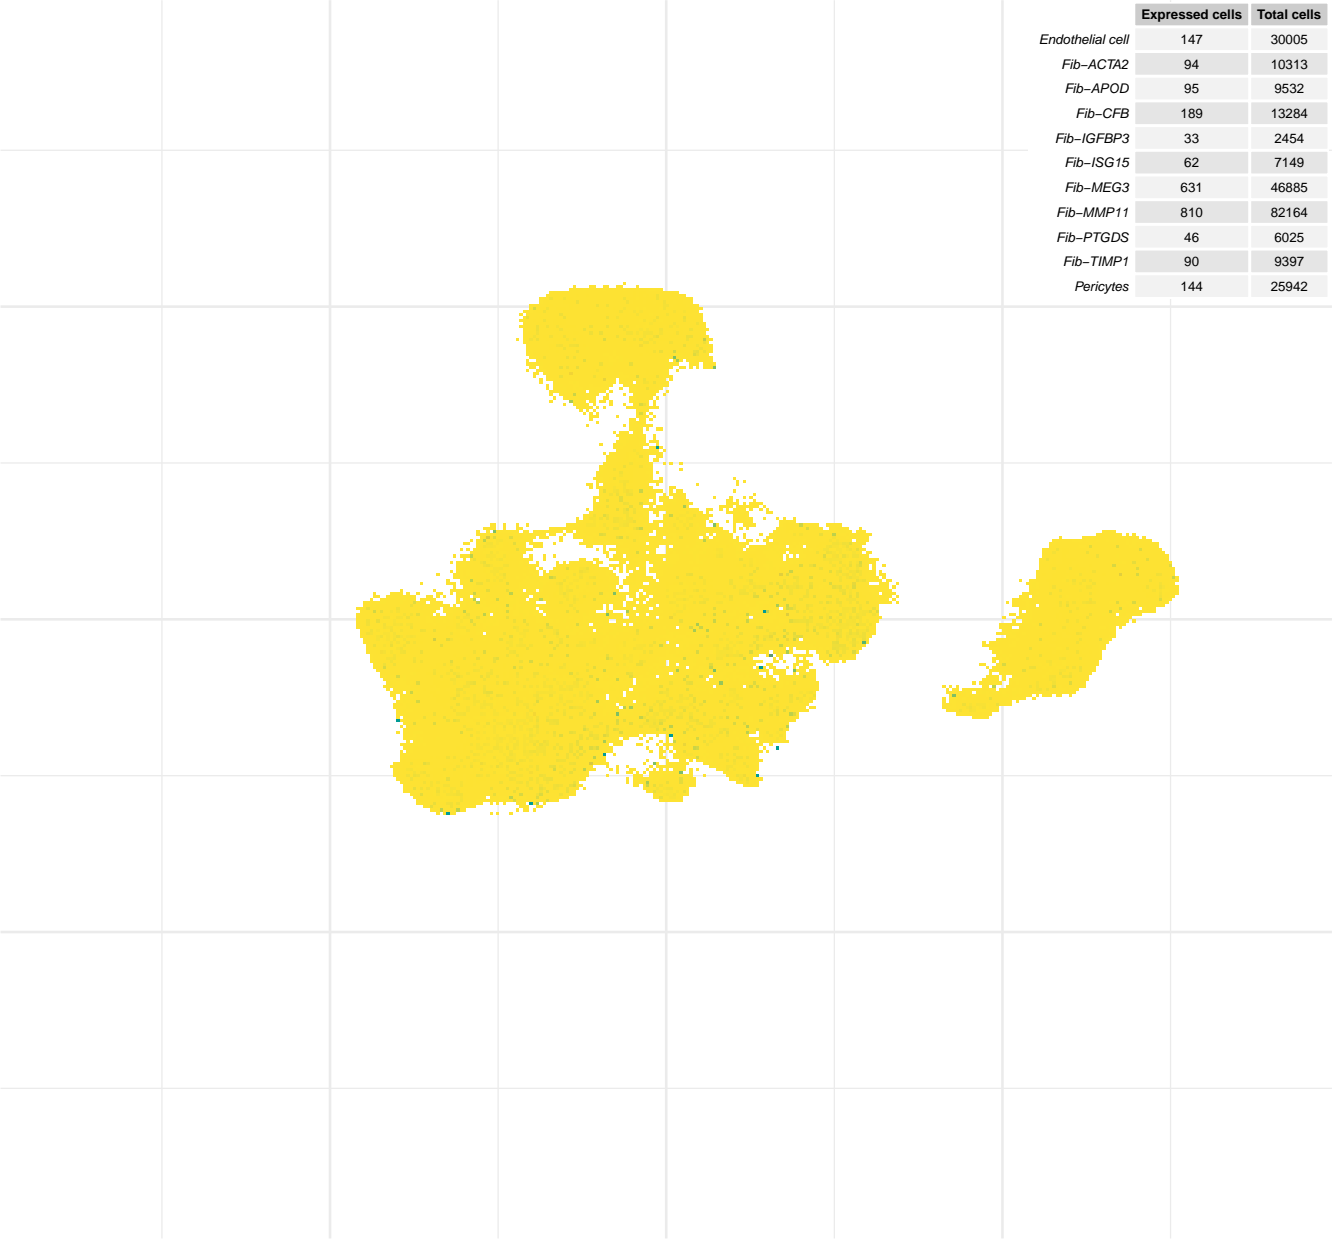 Expressed cells Total cells
Endothelial cell 147 30005
Fib−ACTA2 94 10313
Fib−APOD 95 9532
Fib−CFB 189 13284
Fib−IGFBP3 33 2454
Fib−ISG15 62 7149
Fib−MEG3 631 46885
Fib−MMP11 810 82164
Fib−PTGDS 46 6025
Fib−TIMP1 90 9397
Pericytes 144 25942